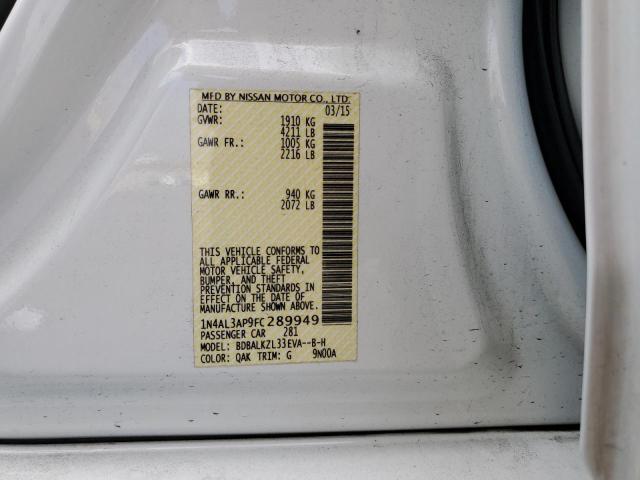 MFD BY NISSAN MOTOR CO., LTD.
DATE: 03/15
GVWR: 1910 KG
4211 LB
GAWR FR.: 1005 KG
2216 LB
GAWR RR.: 940 KG
2072 LB
THIS VEHICLE CONFORMS TO
ALL APPLICABLE FEDERAL
MOTOR VEHICLE SAFETY,
BUMPER, AND THEFT
PREVENTION STANDARDS IN
EFFECT ON THE DATE OF
MANUFACTURE SHOWN ABOVE.
1N4AL3AP9FC289949
PASSENGER CAR 281
MODEL: BDBALKZL33EVA--B-H
COLOR: QAK TRIM: G 9N00A